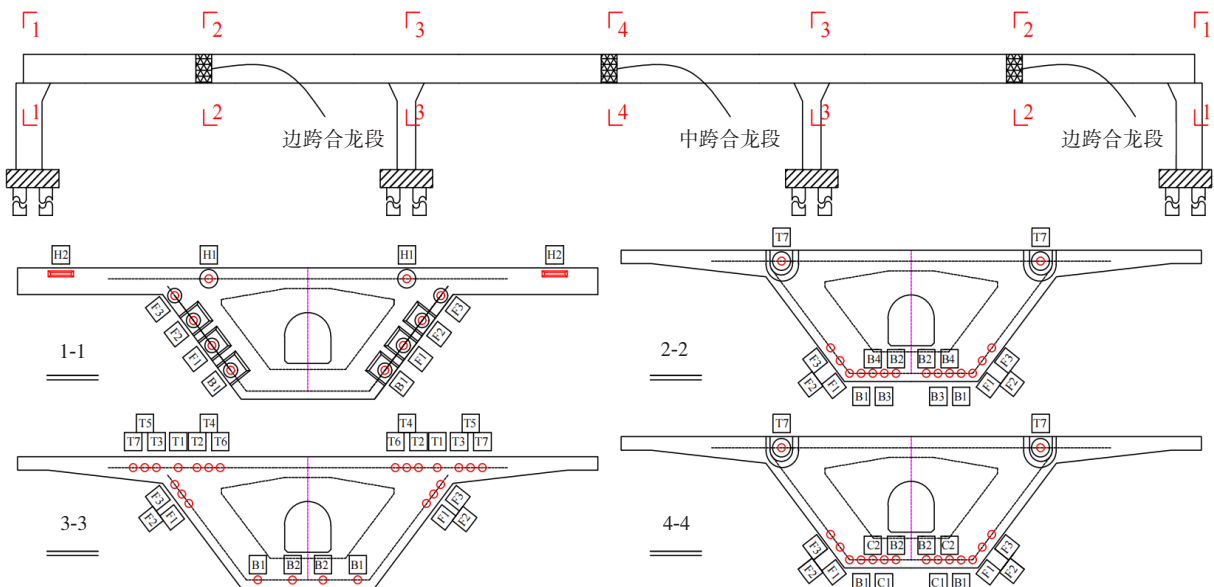 1 2 3 4 3 2 1
1 2 3 4 3 2 1
边跨合龙段 中跨合龙段 边跨合龙段
H2 H1 H1 H2
F3 F2 F1 B1 B1 F1 F2 F3
1-1
T7 T7
B4 B2 B2 B4
F3 F2 F1 F1 F2 F3
B1 B3 B3 B1
2-2
T5 T4 T4 T5
T7 T3 T1 T2 T6 T6 T2 T1 T3 T7
F3 F2 F1 F1 F2 F3
B1 B2 B2 B1
3-3
T7 T7
C2 B2 B2 C2
F3 F2 F1 F1 F2 F3
B1 C1 C1 B1
4-4